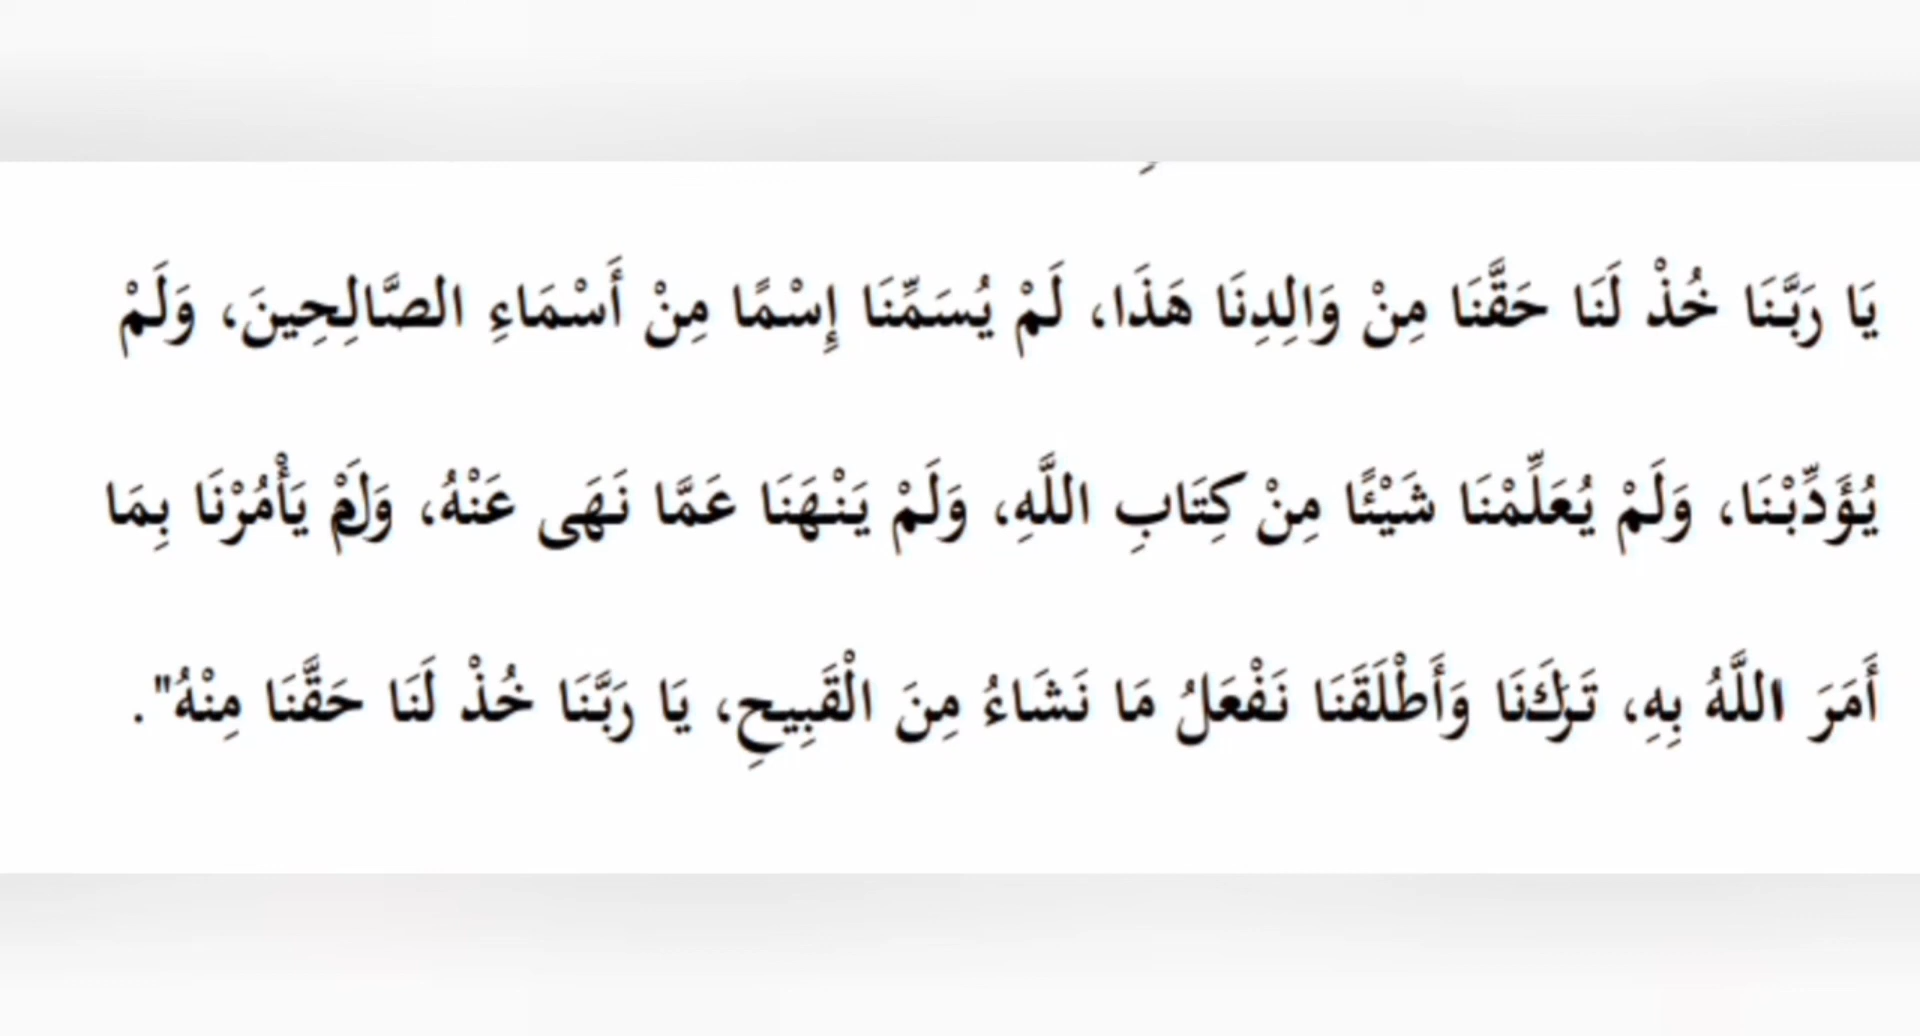 يَا رَبَّنَا خُذْ لَنَا حَقَّنَا مِنْ وَالِدِنَا هَذَا، لَمْ يُسَمِّنَا إِسْمًا مِنْ أَسْمَاءِ الصَّالِحِينَ، وَلَمْ
يُؤَدِّبْنَا، وَلَمْ يُعَلِّمْنَا شَيْئًا مِنْ كِتَابِ اللَّهِ، وَلَمْ يَنْهَنَا عَمَّا نَهَى عَنْهُ، وَلَمْ يَأْمُرْنَا بِمَا
أَمَرَ اللَّهُ بِهِ، تَرَكَنَا وَأَطْلَقَنَا نَفْعَلُ مَا نَشَاءُ مِنَ الْقَبِيحِ، يَا رَبَّنَا خُذْ لَنَا حَقَّنَا مِنْهُ".